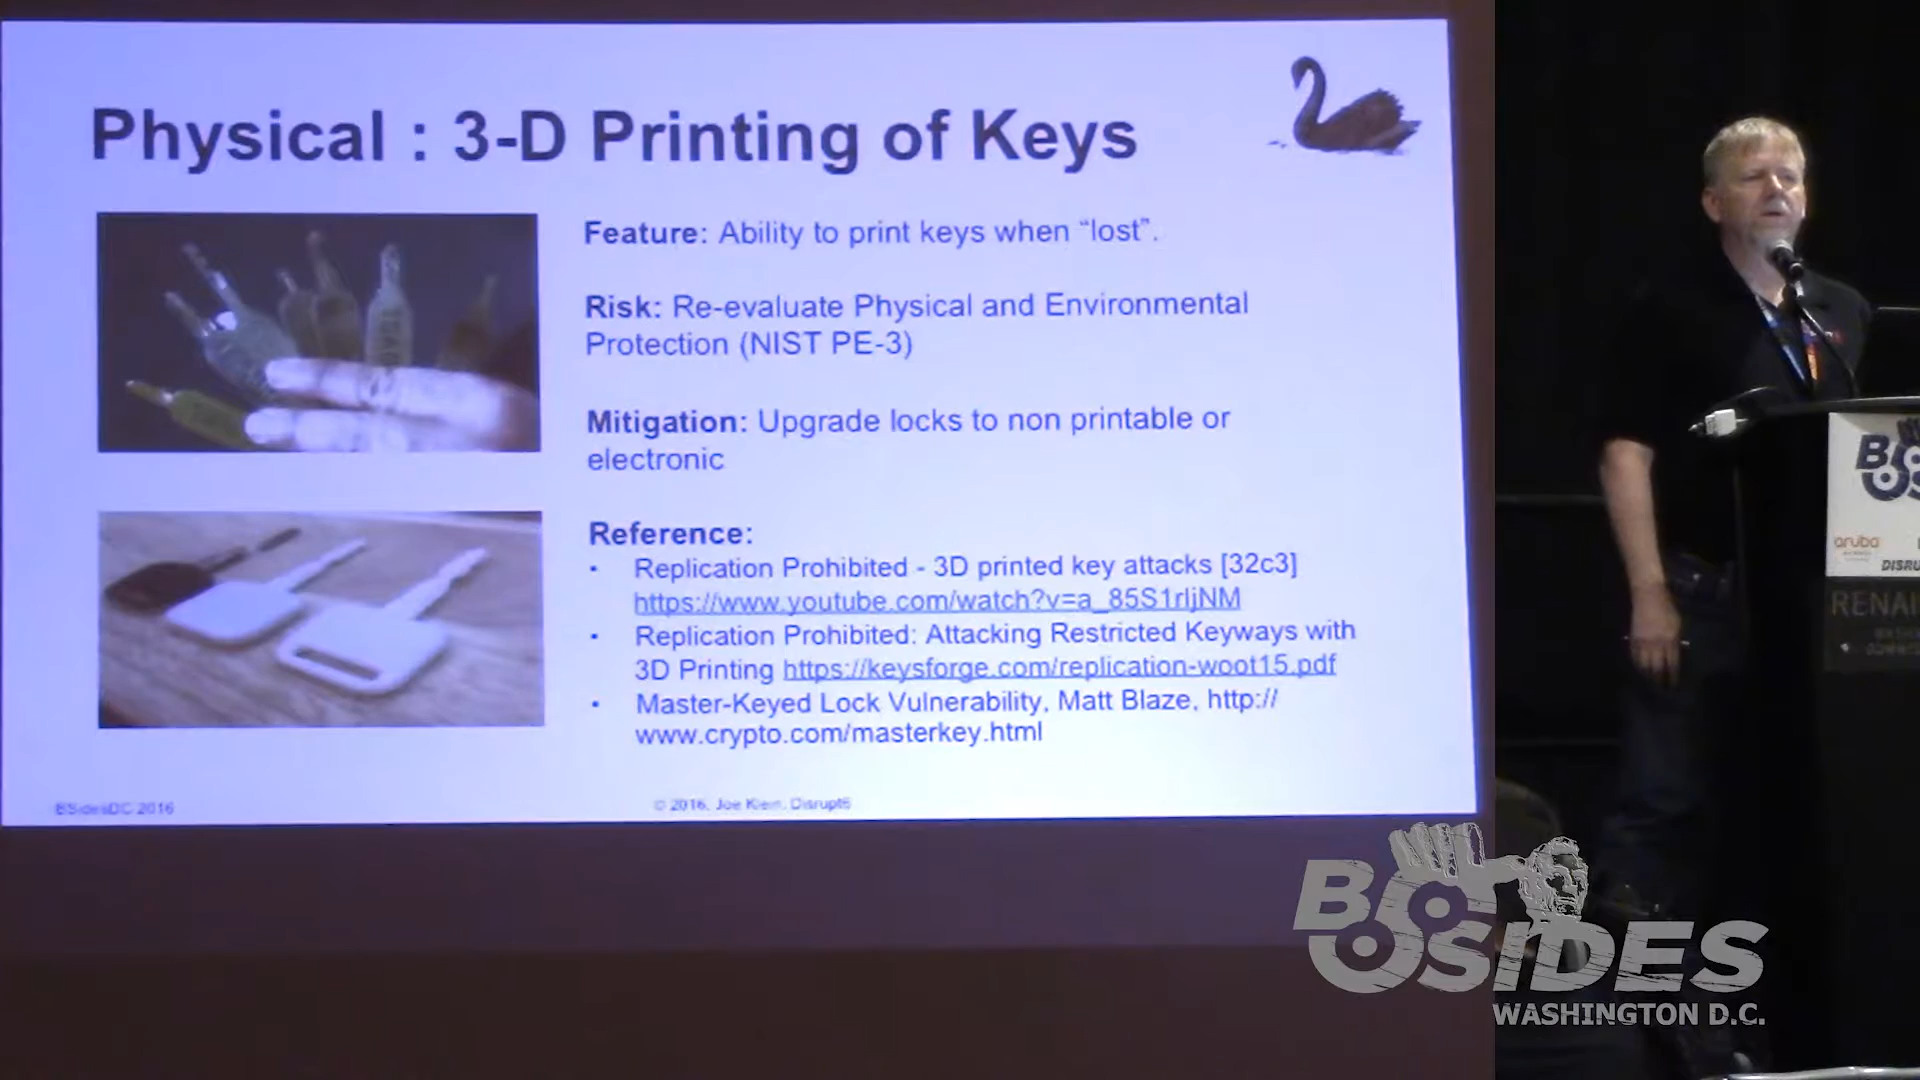 Physical : 3-D Printing of Keys
Feature: Ability to print keys when “lost”.
Risk: Re-evaluate Physical and Environmental
Protection (NIST PE-3)
Mitigation: Upgrade locks to non printable or
electronic
Reference:
• Replication Prohibited - 3D printed key attacks [32c3]
https://www.youtube.com/watch?v=a_85S1rIjNM
• Replication Prohibited: Attacking Restricted Keyways with
3D Printing https://keysforge.com/replication-woot15.pdf
• Master-Keyed Lock Vulnerability, Matt Blaze, http://
www.crypto.com/masterkey.html
BSidesDC 2016
© 2016, Joe Klein, Disrupt6
aruba
DISRU
RENAI
BSIDES
WASHINGTON D.C.